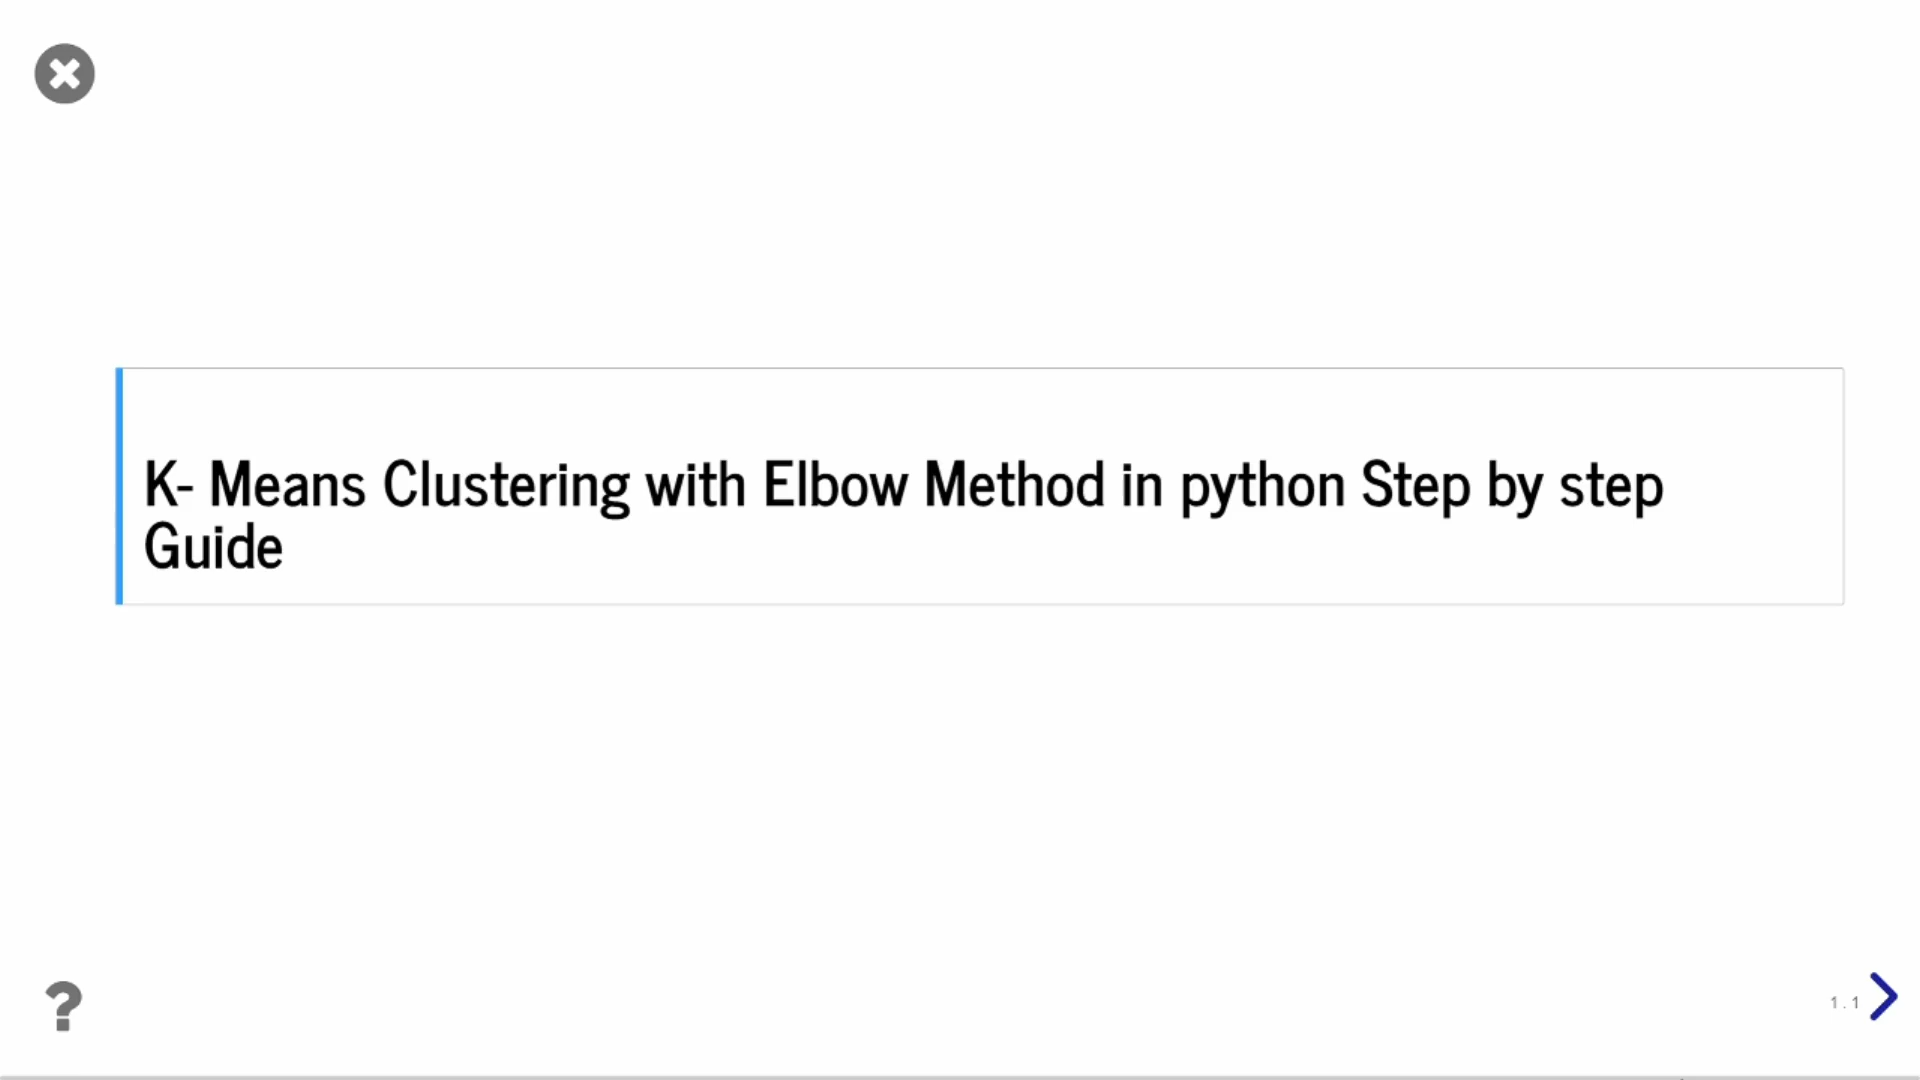 K- Means Clustering with Elbow Method in python Step by step
Guide
?
1.1